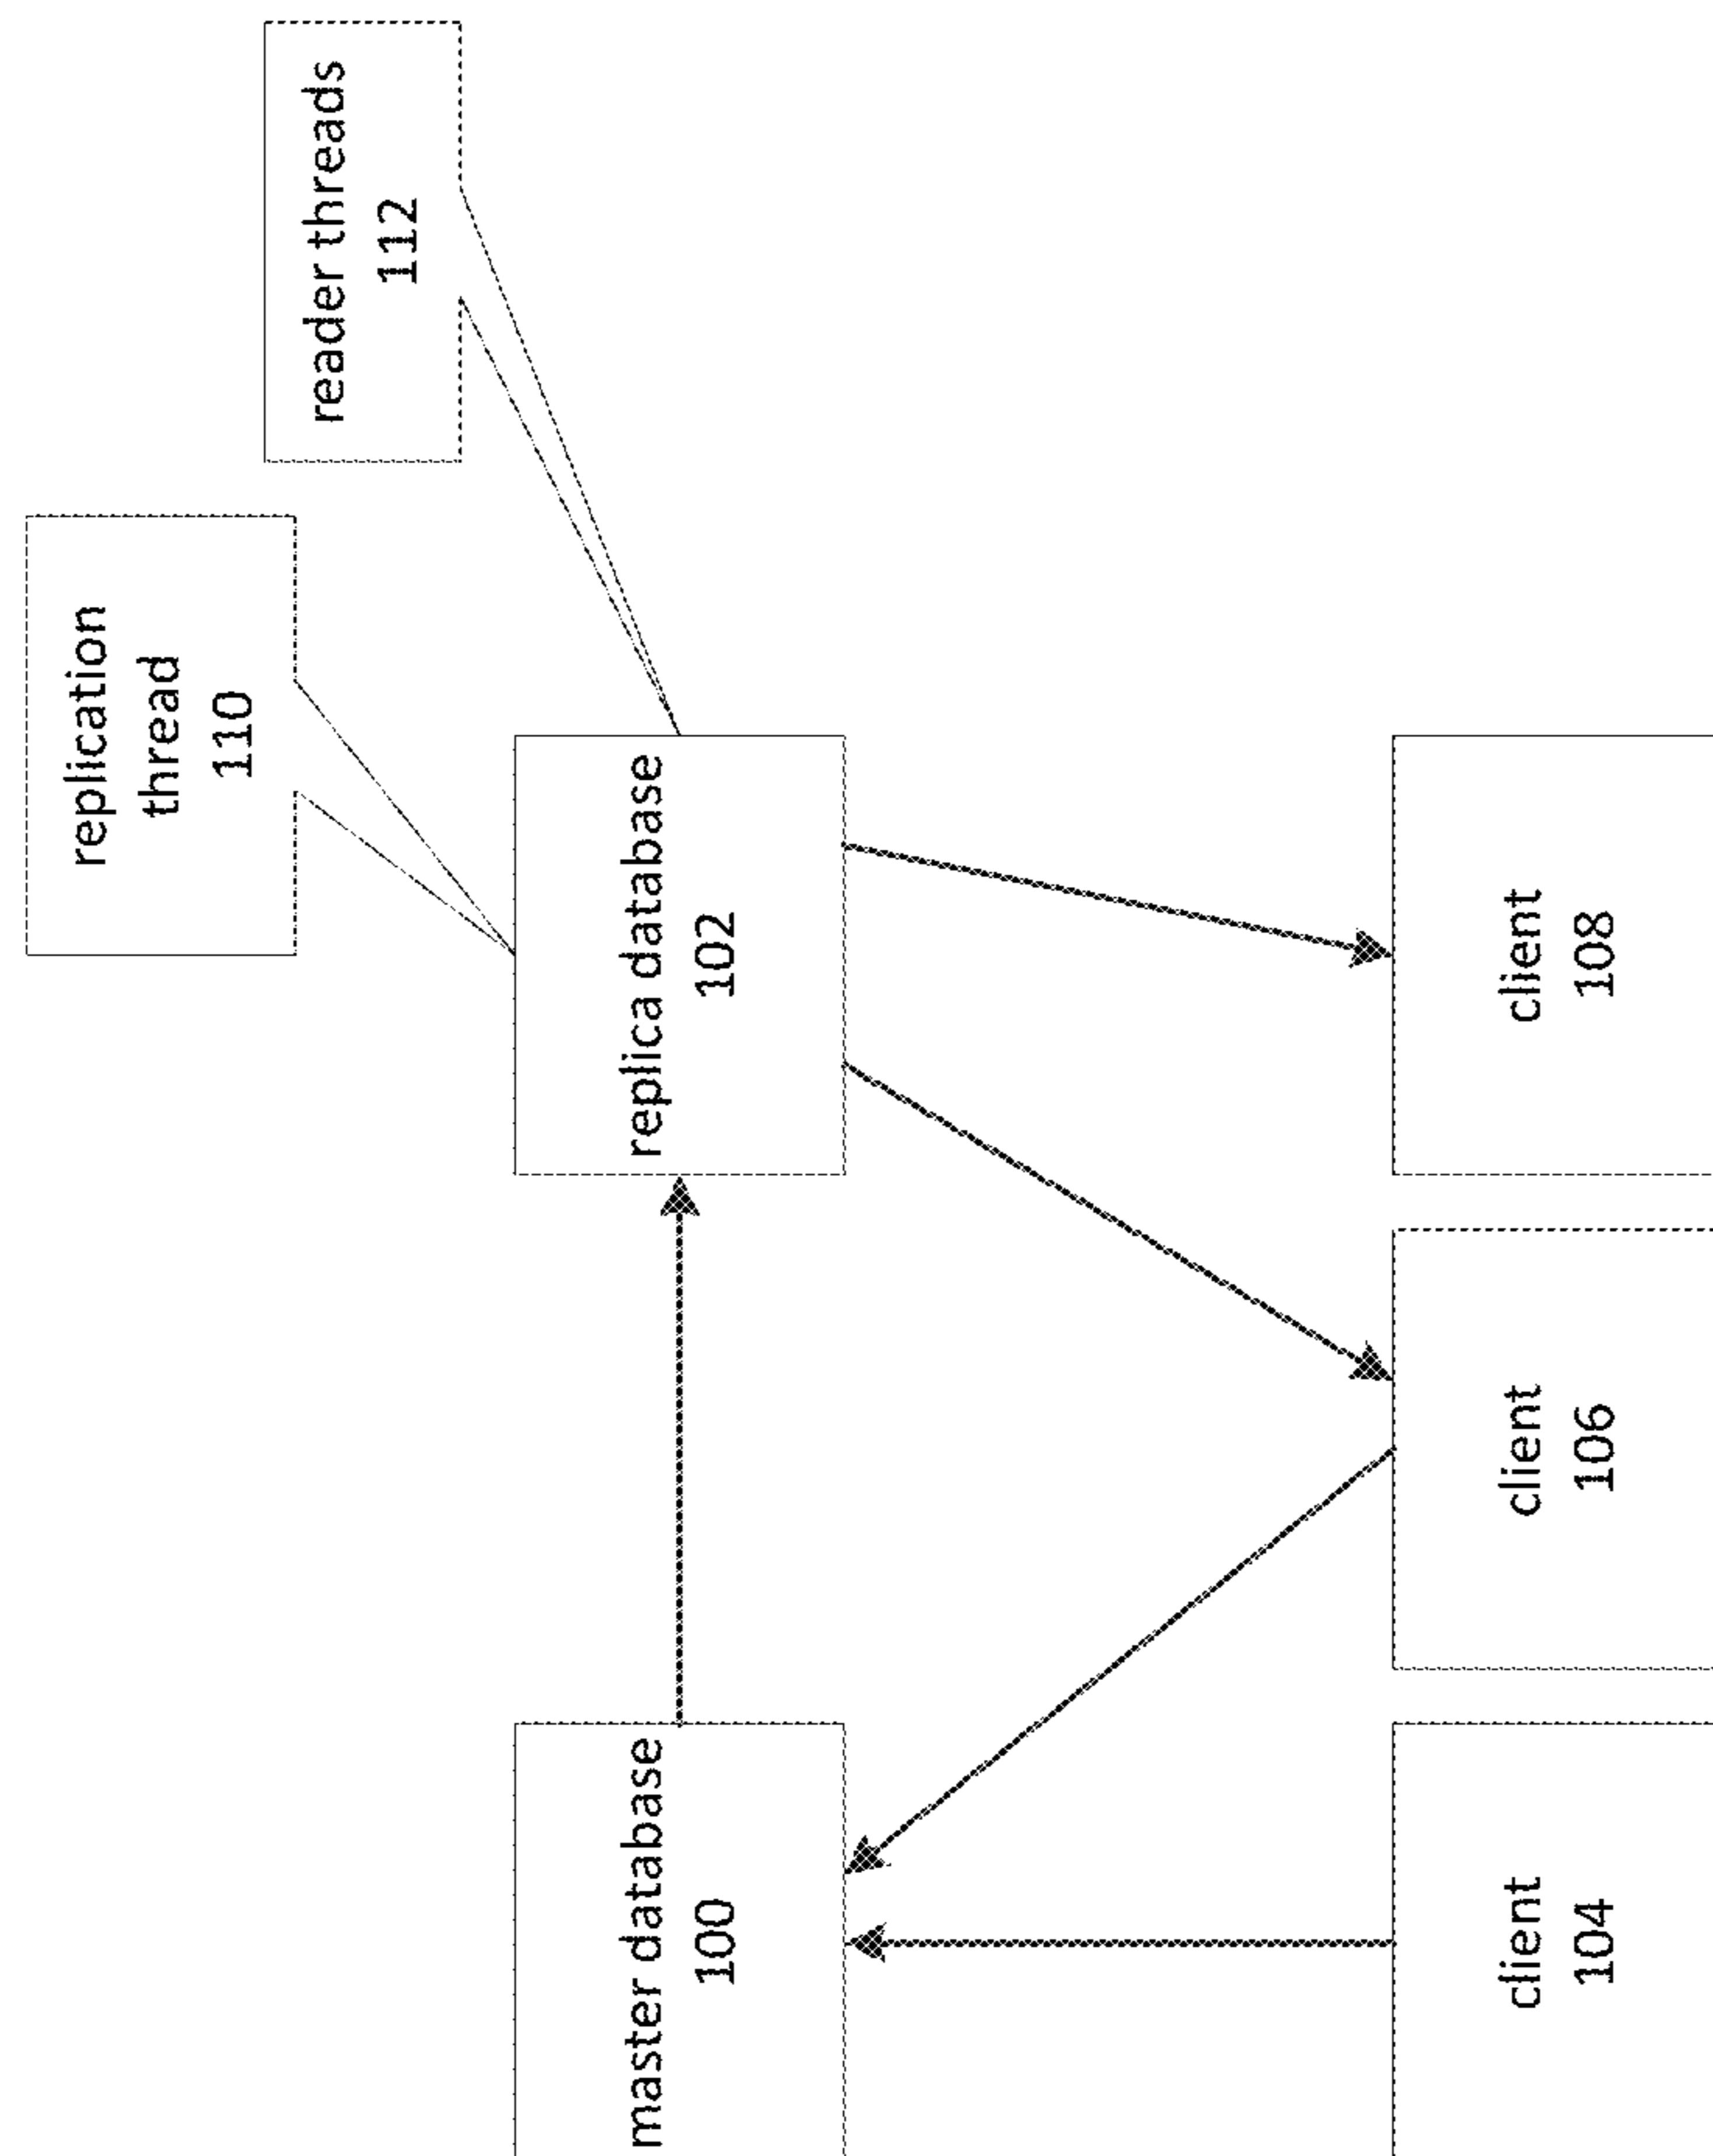 replication
thread
110
reader threads
112
master database
100
replica database
102
client
104
client
106
client
108